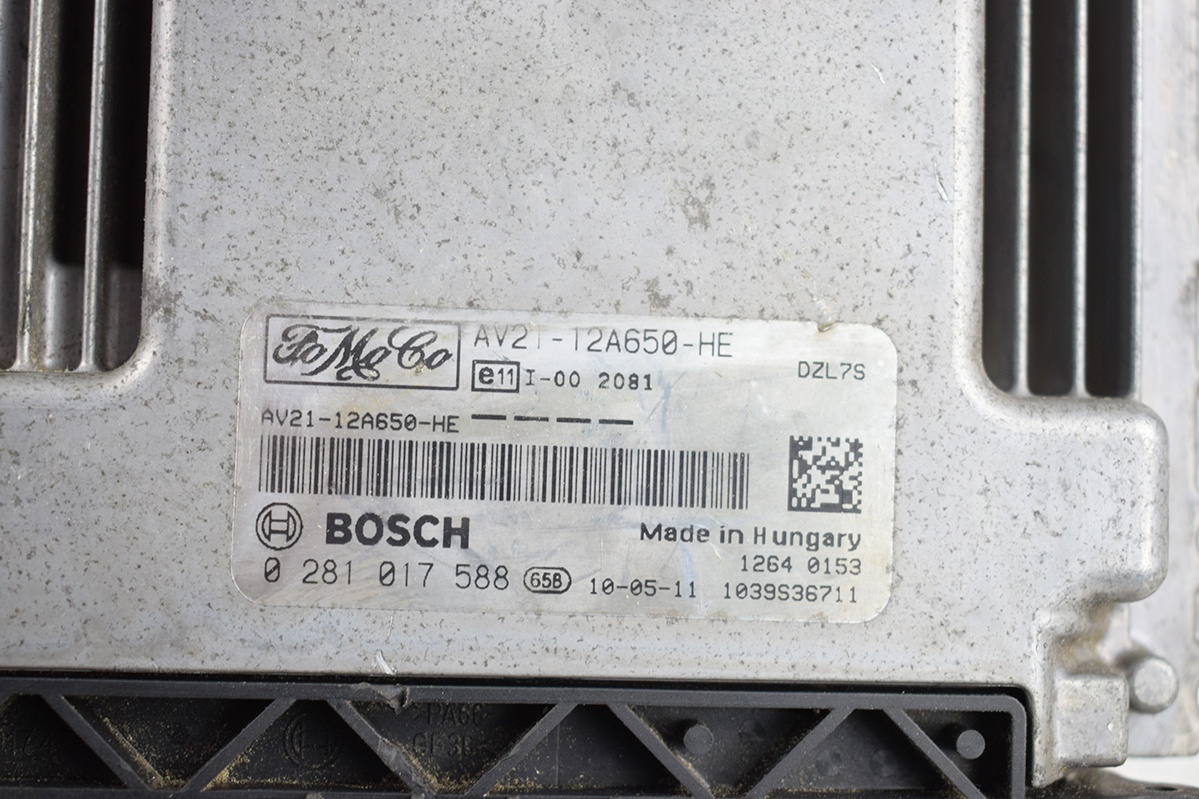 FoMoCo AV21-12A650-HE
e11 I-00 2081 DZL7S
AV21-12A650-HE — — — —
BOSCH Made in Hungary
1264 0153
0 281 017 588 65B 10-05-11 1039S36711
>PA66